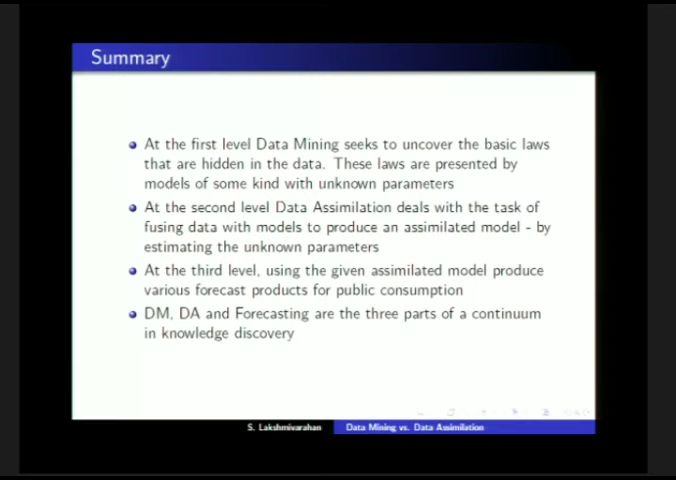 Summary
At the first level Data Mining seeks to uncover the basic laws
that are hidden in the data. These laws are presented by
models of some kind with unknown parameters
At the second level Data Assimilation deals with the task of
fusing data with models to produce an assimilated model - by
estimating the unknown parameters
At the third level, using the given assimilated model produce
various forecast products for public consumption
DM, DA and Forecasting are the three parts of a continuum
in knowledge discovery
S. Lakshmivarahan
Data Mining vs. Data Assimilation